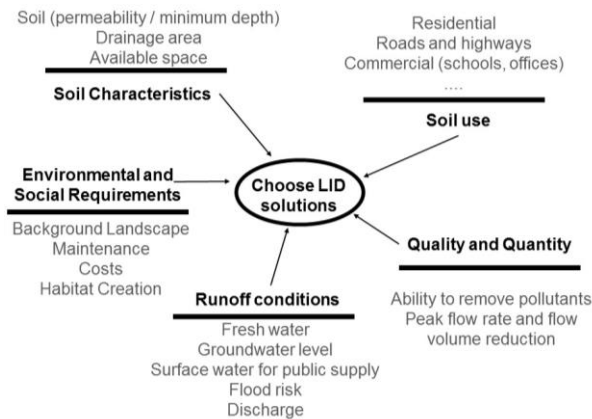 Soil (permeability / minimum depth)
Drainage area
Available space
Soil Characteristics
Residential
Roads and highways
Commercial (schools, offices)
....
Soil use
Environmental and
Social Requirements
Background Landscape
Maintenance
Costs
Habitat Creation
Choose LID
solutions
Quality and Quantity
Ability to remove pollutants
Peak flow rate and flow
volume reduction
Runoff conditions
Fresh water
Groundwater level
Surface water for public supply
Flood risk
Discharge